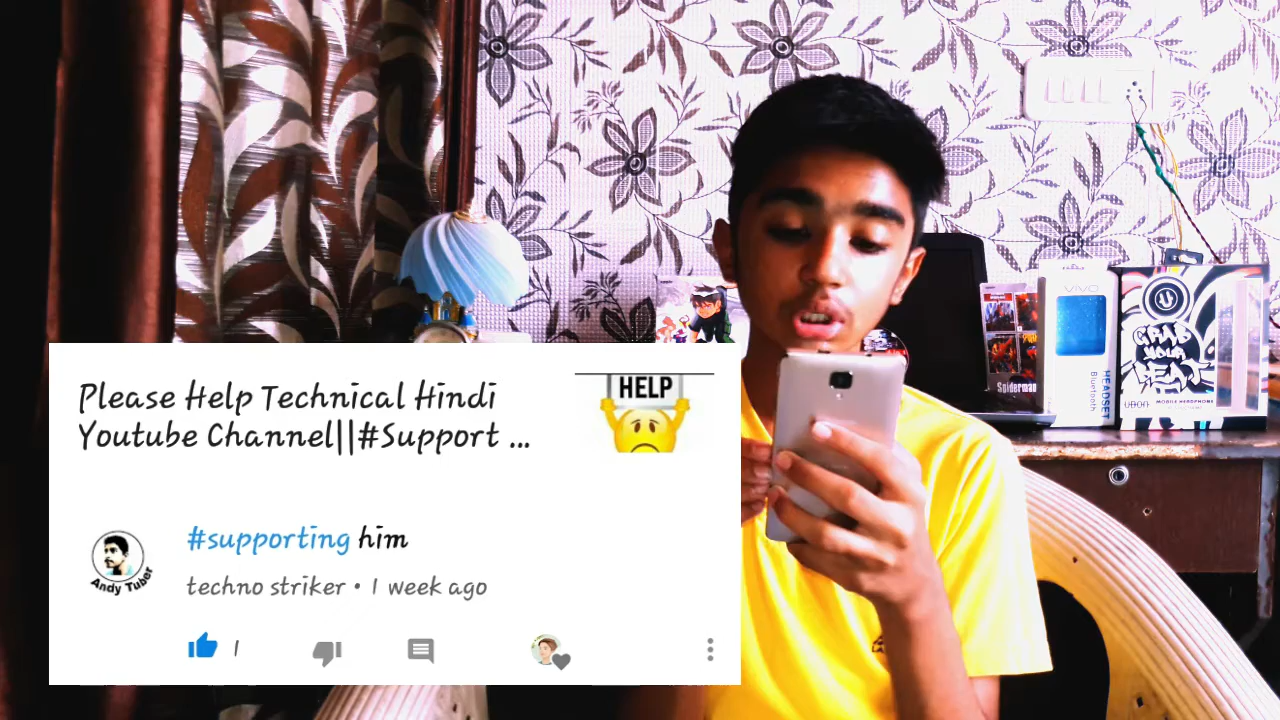 Please Help Technical Hindi
Youtube Channel||#Support ...
HELP
#supporting him
techno striker • 1 week ago
1
Andy Tuber
Spiderman
VIVO
Bluetooth HEADSET
U
GRAB
YOUR
BEAT
UBON MOBILE HEADPHONE